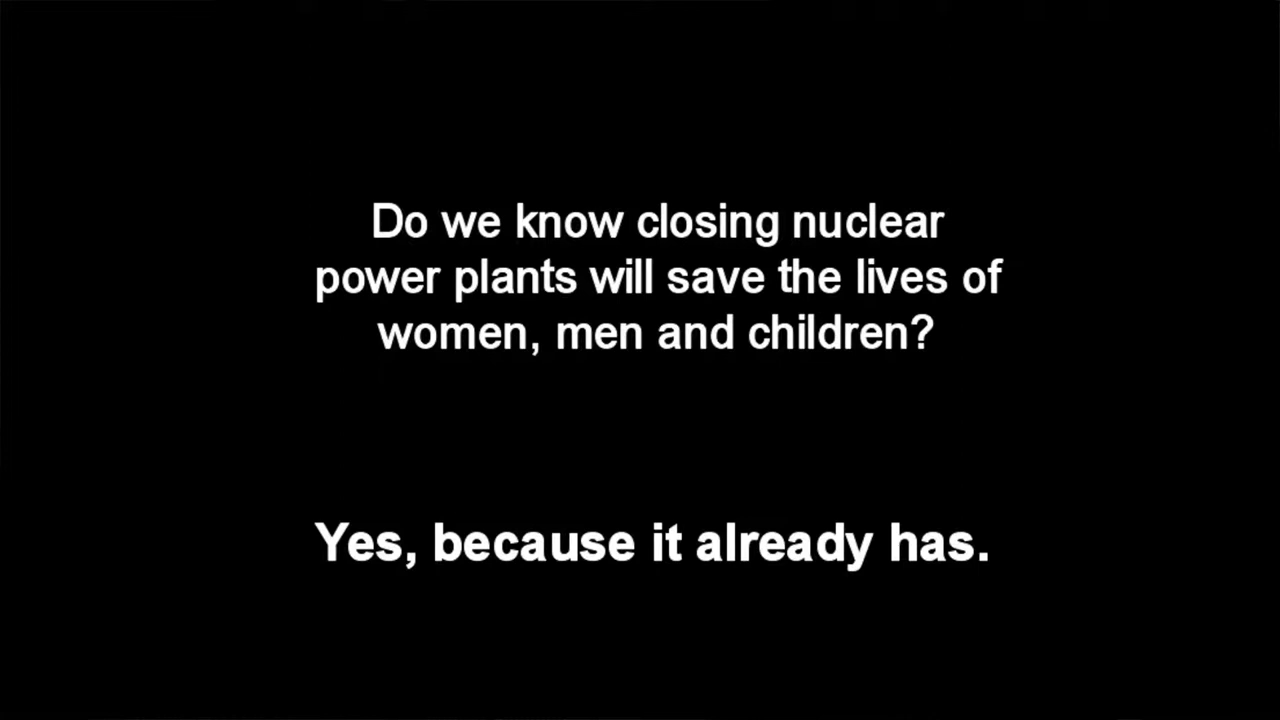 Do we know closing nuclear
power plants will save the lives of
women, men and children?
Yes, because it already has.